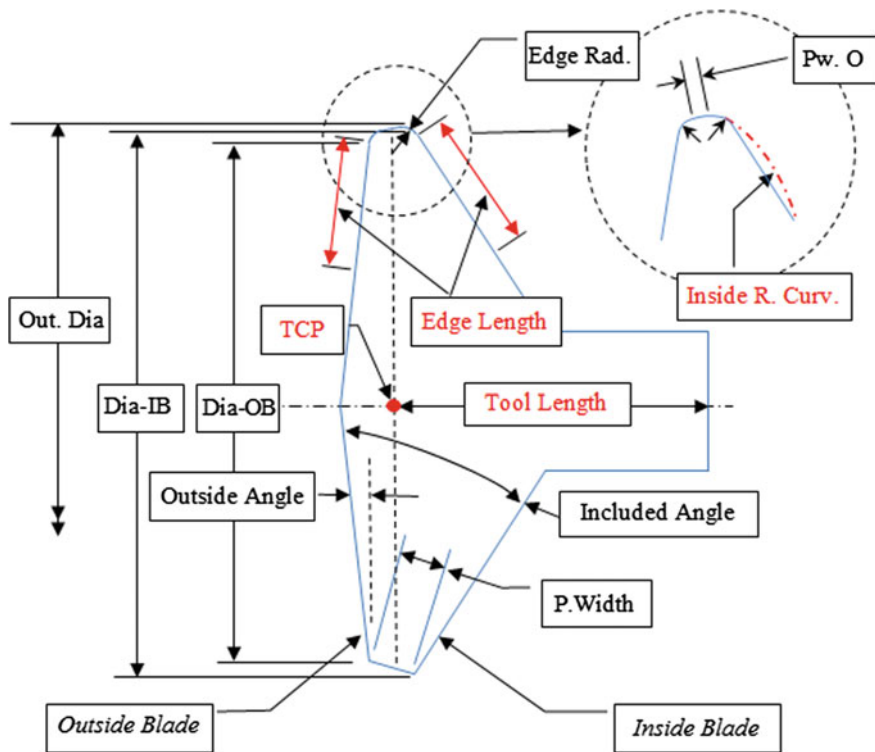 Edge Rad.
Pw. O
Inside R. Curv.
Edge Length
TCP
Out. Dia
Dia-IB
Dia-OB
Tool Length
Outside Angle
Included Angle
P.Width
Outside Blade
Inside Blade